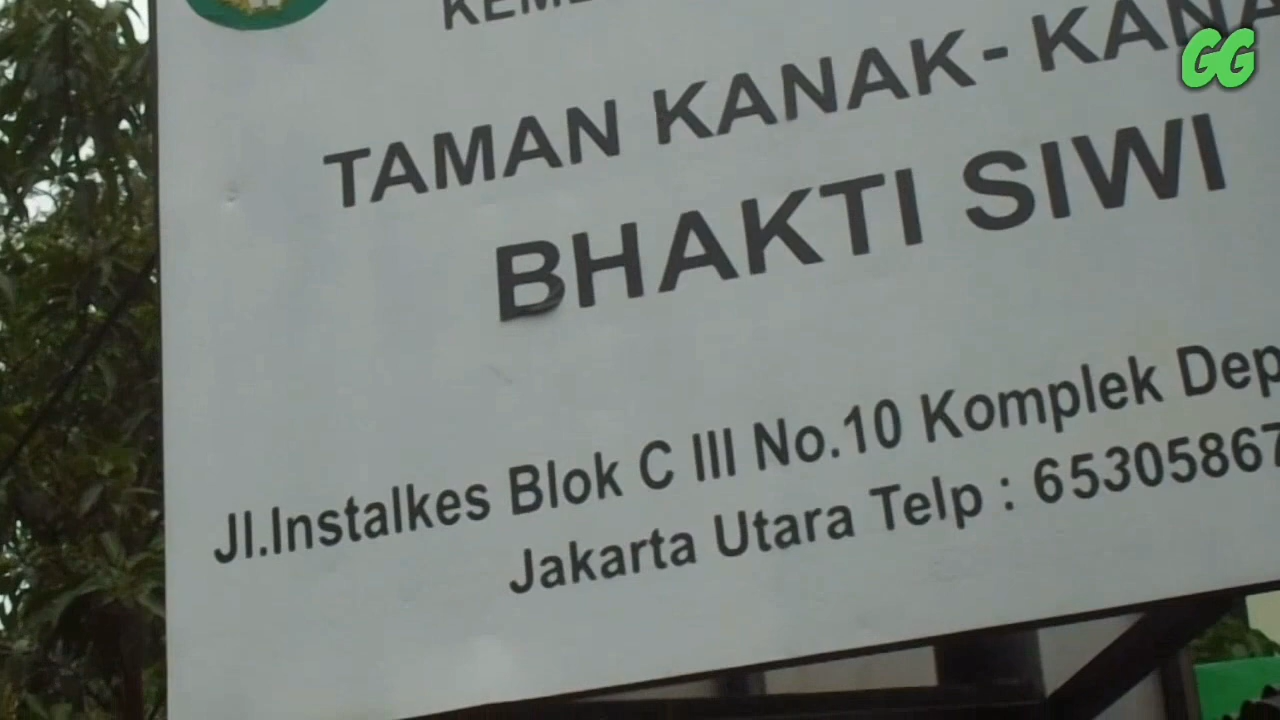 TAMAN KANAK-KANA
GG
BHAKTI SIWI
Jl.Instalkes Blok C III No.10 Komplek Dep
Jakarta Utara Telp : 65305867